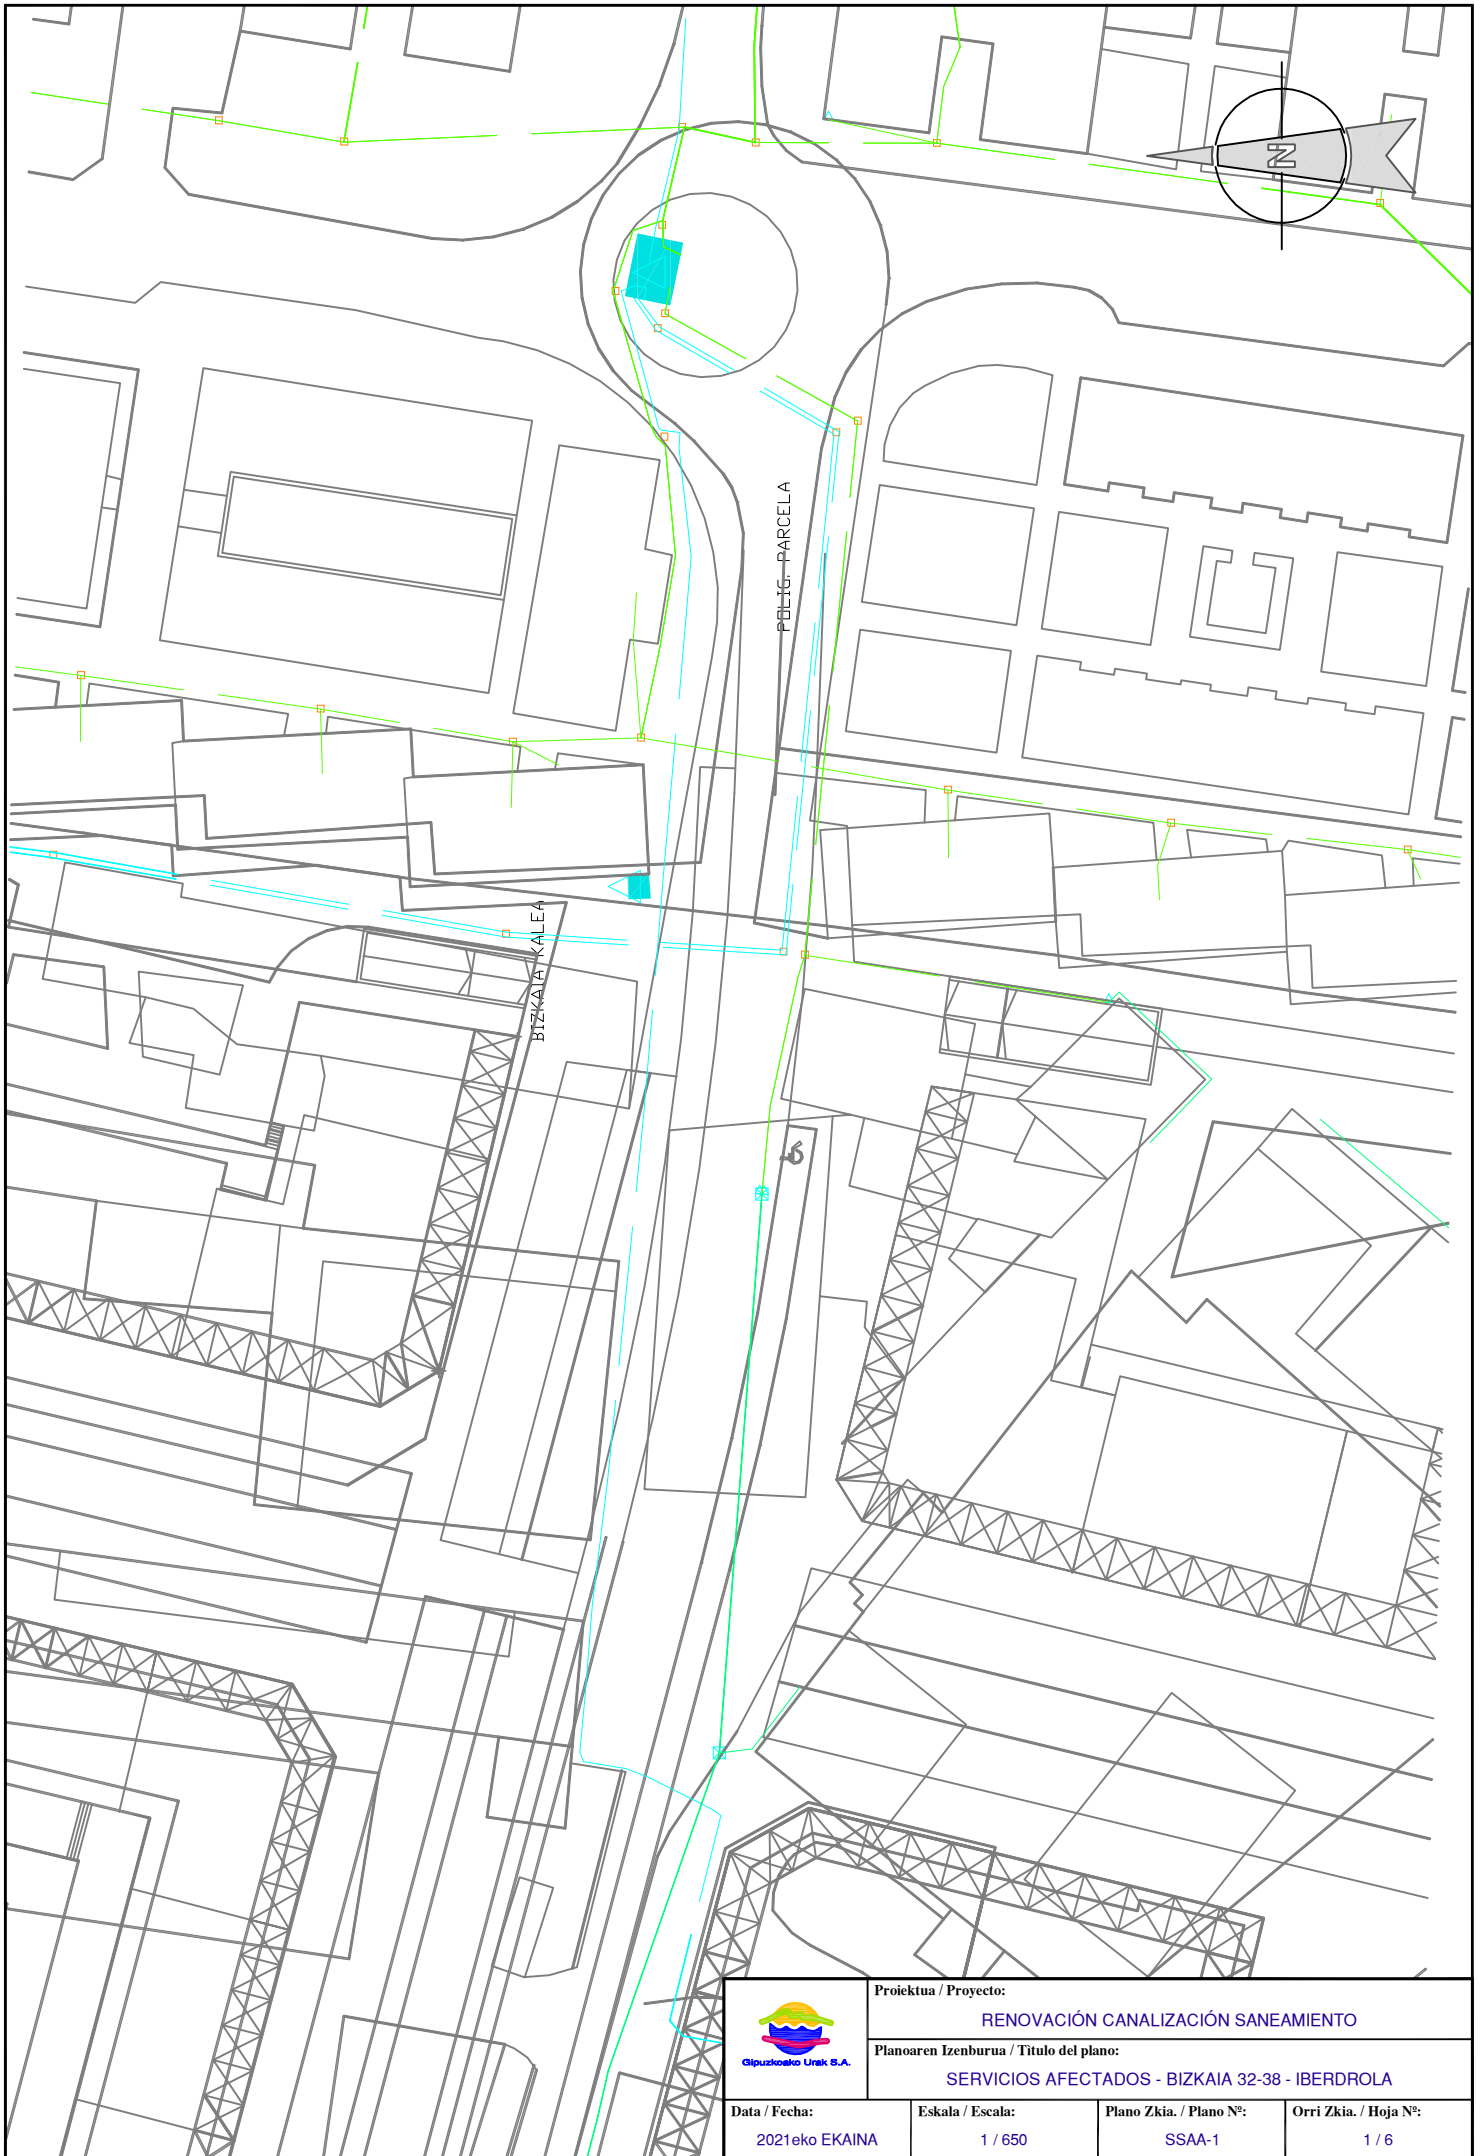 N
POLIG. PARCELA
BIZKAIA KALEA
Gipuzkoako Urak S.A.
Proiektua / Proyecto:
RENOVACIÓN CANALIZACIÓN SANEAMIENTO
Planoaren Izenburua / Titulo del plano:
SERVICIOS AFECTADOS - BIZKAIA 32-38 - IBERDROLA
Data / Fecha:
2021eko EKAINA
Eskala / Escala:
1 / 650
Plano Zkia. / Plano Nº:
SSAA-1
Orri Zkia. / Hoja Nº:
1 / 6